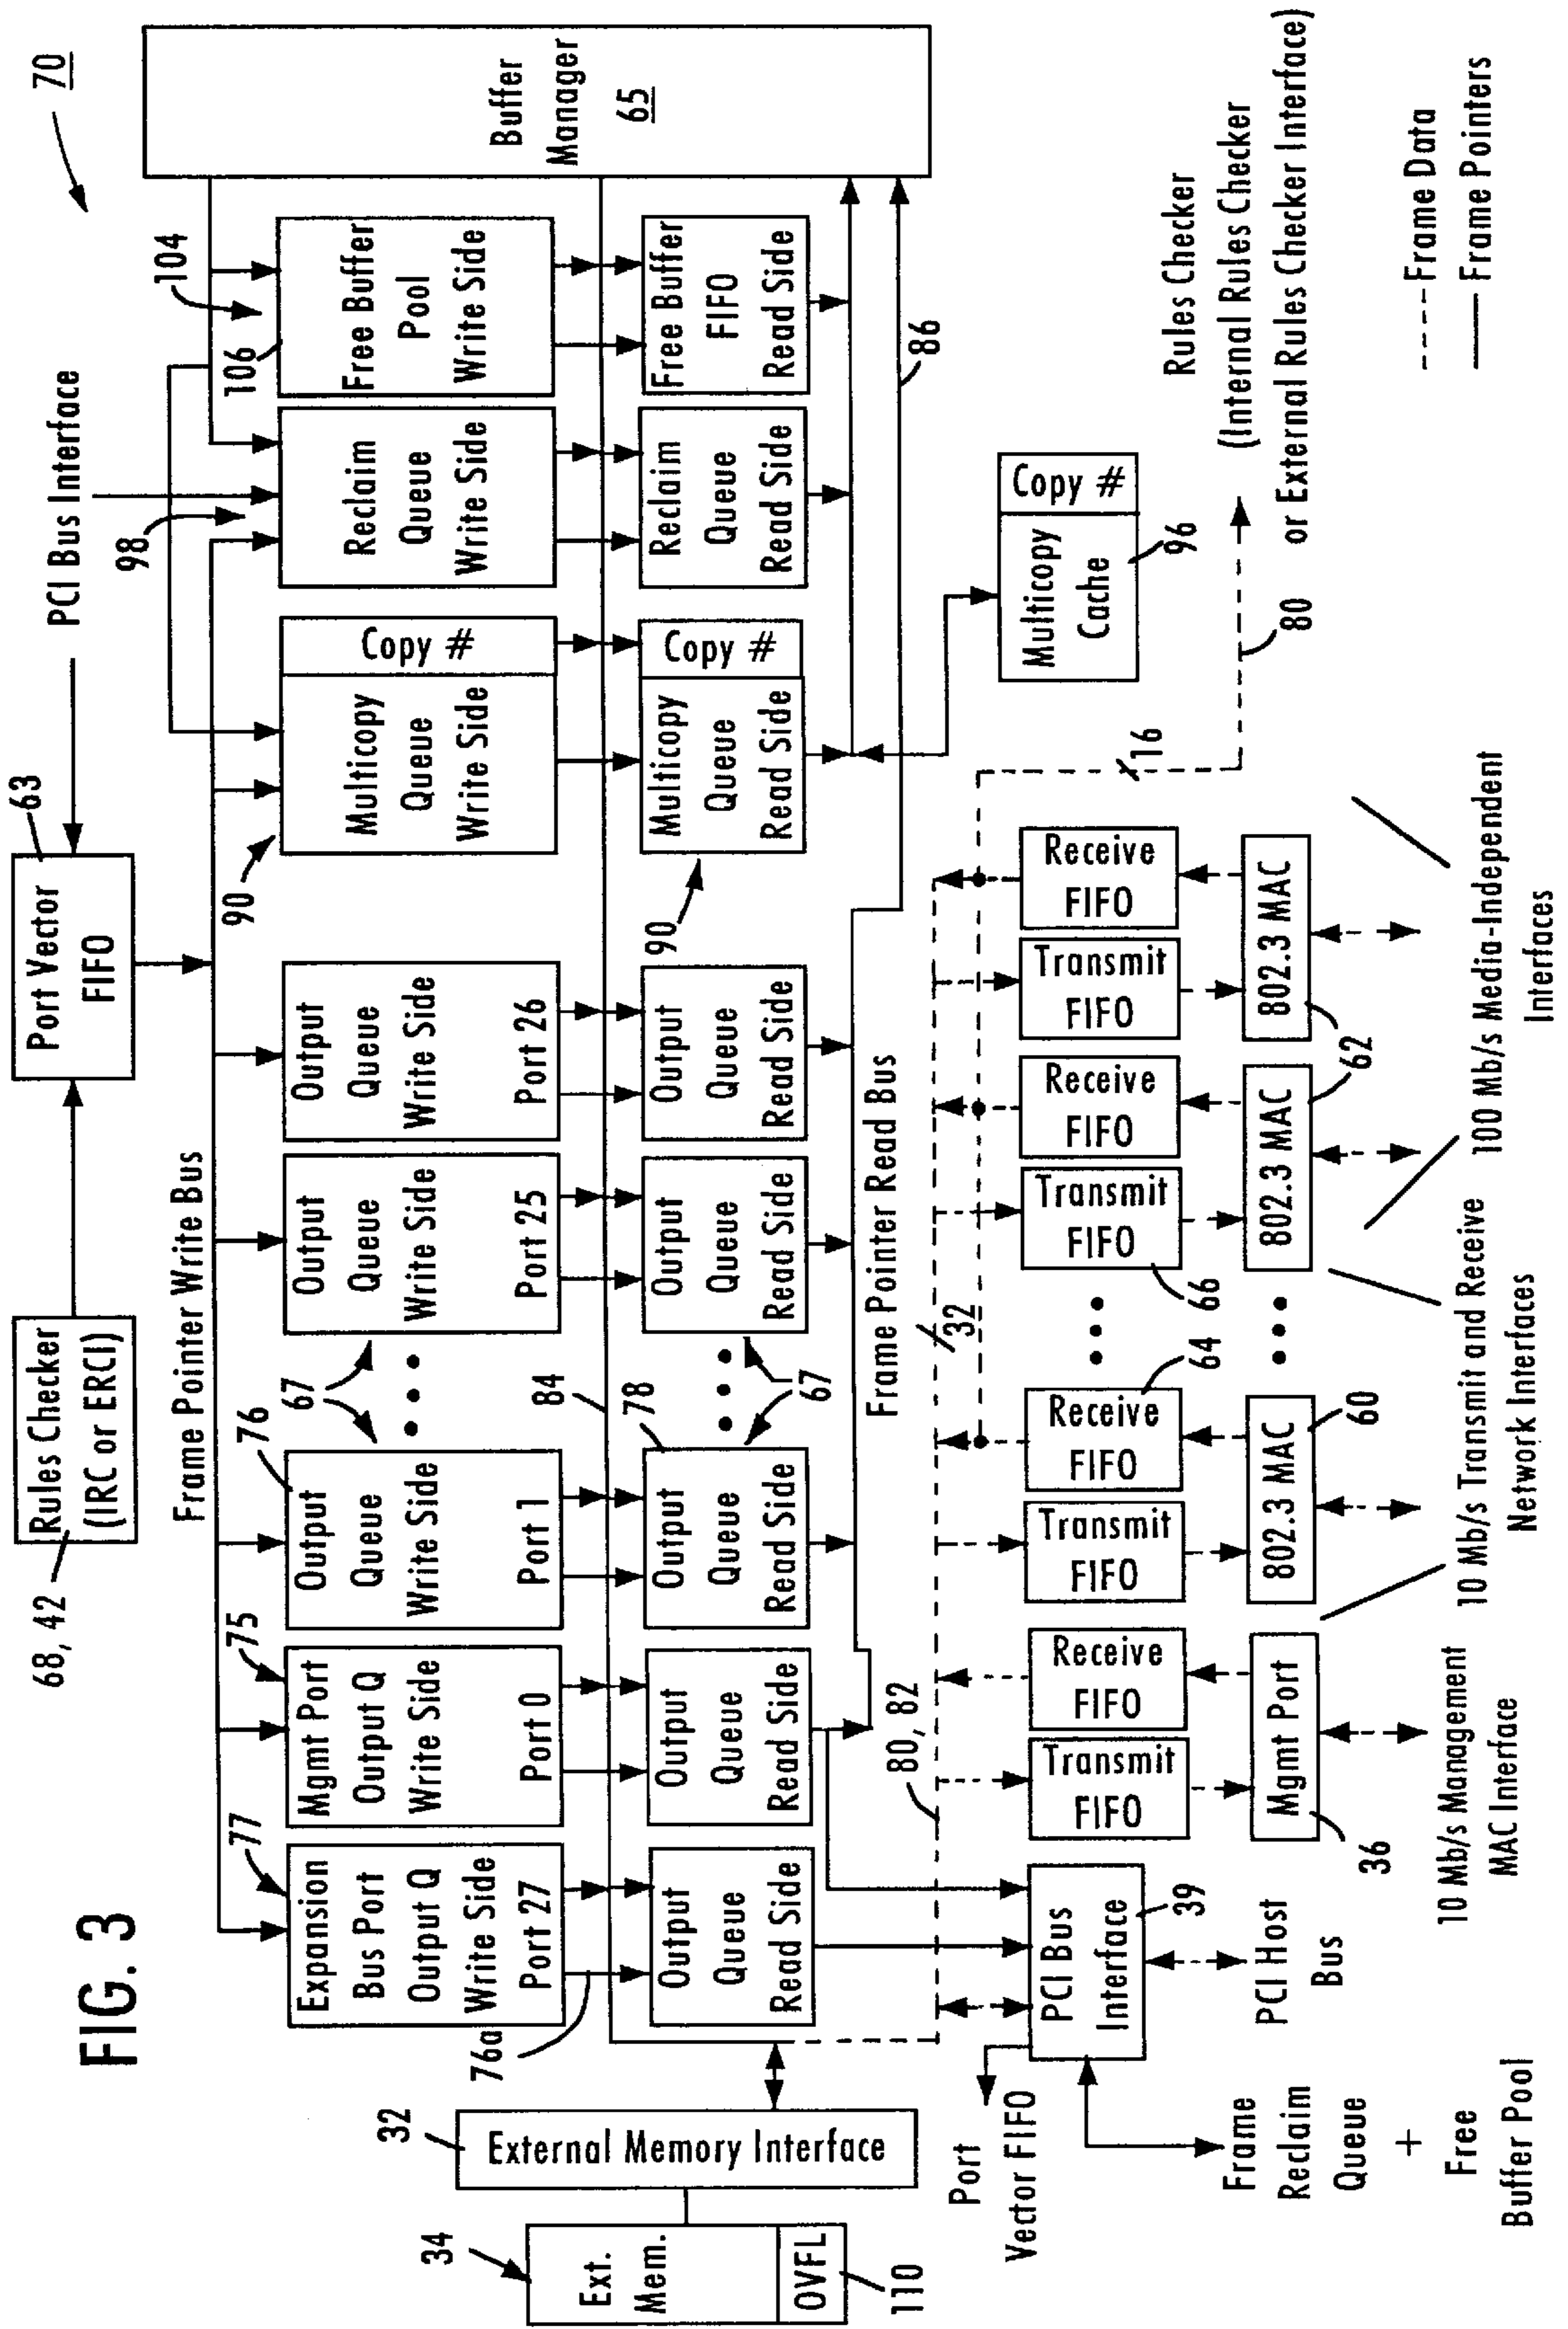 FIG. 3
70
68, 42
Rules Checker
(IRC or ERCI)
Port Vector
FIFO
63
PCI Bus Interface
Frame Pointer Write Bus
98
104
106
77
Expansion
Bus Port
Output Q
Write Side
Port 27
75
Mgmt Port
Output Q
Write Side
Port 0
76
Output
Queue
Write Side
Port 1
67
Output
Queue
Write Side
Port 25
Output
Queue
Write Side
Port 26
90
Multicopy
Queue
Write Side
Copy #
Reclaim
Queue
Write Side
Free Buffer
Pool
Write Side
Buffer
Manager
65
76a
84
78
67
90
Output
Queue
Read Side
Output
Queue
Read Side
Output
Queue
Read Side
Output
Queue
Read Side
Output
Queue
Read Side
Multicopy
Queue
Read Side
Copy #
Reclaim
Queue
Read Side
Free Buffer
FIFO
Read Side
34
Ext.
Mem.
OVFL
110
32
External Memory Interface
80, 82
Frame Pointer Read Bus
86
32
16
80
Multicopy
Cache
Copy #
96
Port
Vector FIFO
PCI Bus
Interface
39
Transmit
FIFO
Receive
FIFO
Transmit
FIFO
Receive
FIFO
64
Transmit
FIFO
66
Receive
FIFO
Transmit
FIFO
Receive
FIFO
Mgmt Port
36
802.3 MAC
60
802.3 MAC
62
802.3 MAC
Rules Checker
(Internal Rules Checker
or External Rules Checker Interface)
Frame
Reclaim
Queue
+
Free
Buffer Pool
PCI Host
Bus
10 Mb/s Management
MAC Interface
10 Mb/s Transmit and Receive
Network Interfaces
100 Mb/s Media-Independent
Interfaces
Frame Data
Frame Pointers